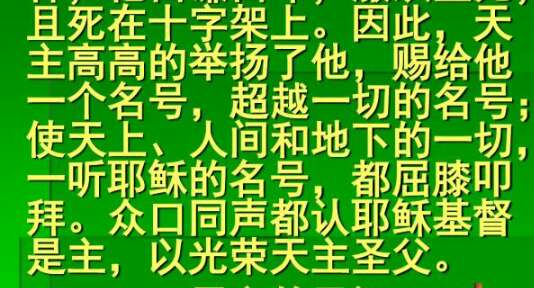 且死在十字架上。因此，天
主高高的举扬了他，赐给他
一个名号，超越一切的名号；
使天上、人间和地下的一切，
一听耶稣的名号，都屈膝叩
拜。众口同声都认耶稣基督
是主，以光荣天主圣父。